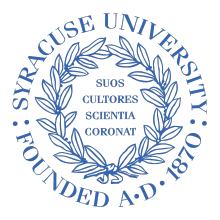 SYRACUSE UNIVERSITY
SUOS
CULTORES
SCIENTIA
CORONAT
• FOUNDED A•D• 1870 •